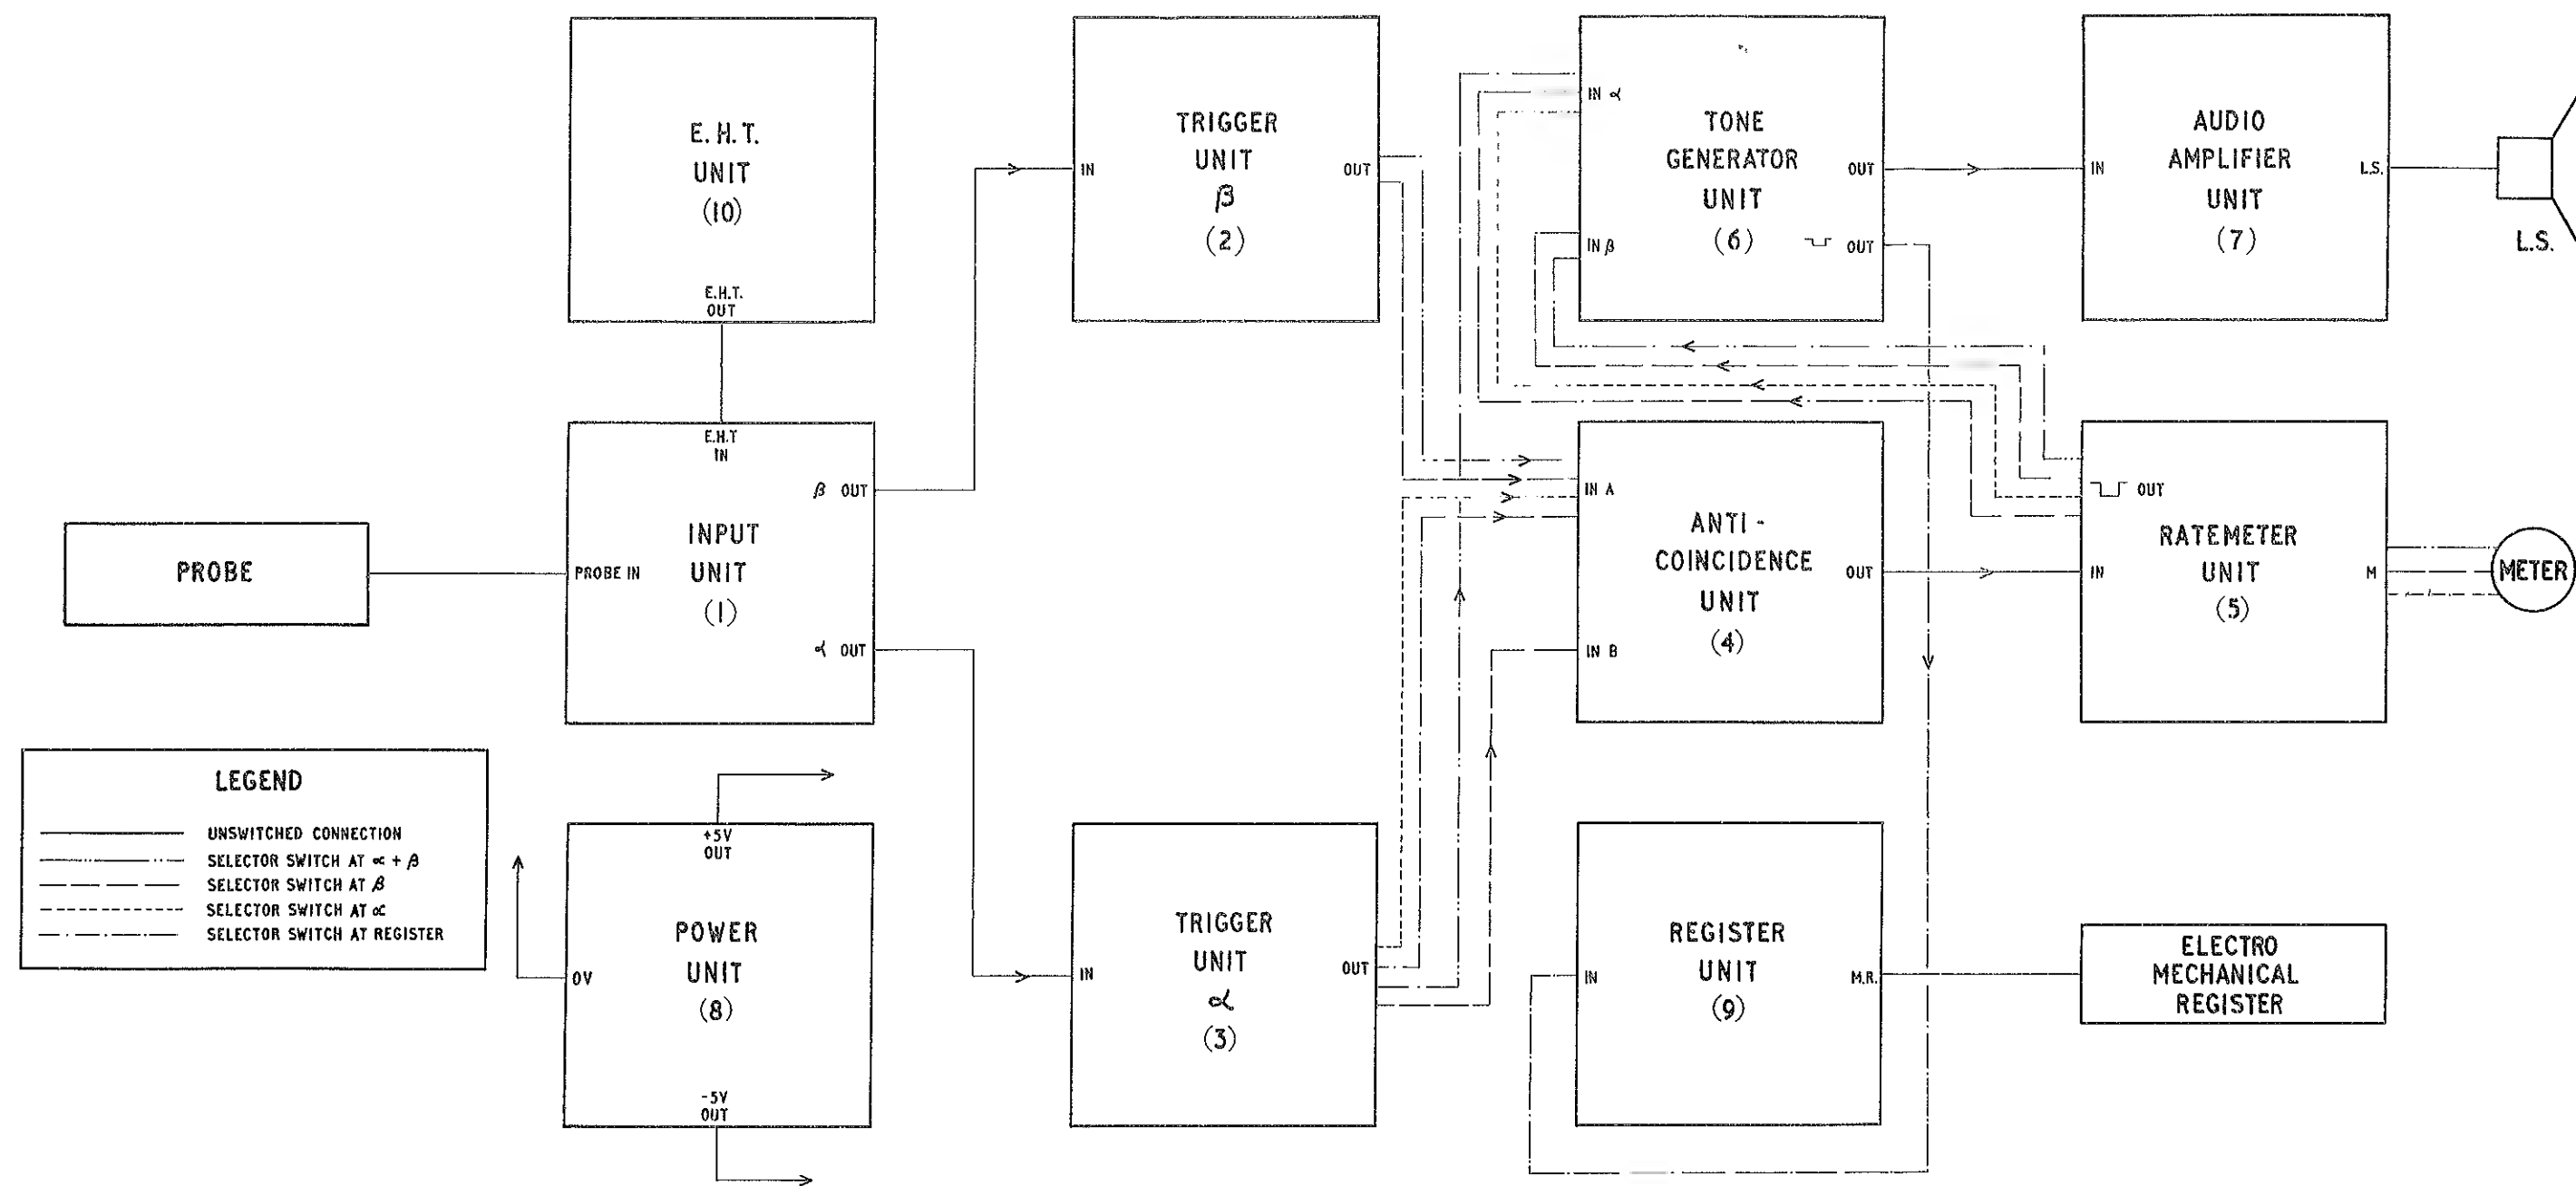 E.H.T.
UNIT
(10)
E.H.T.
OUT
TRIGGER
UNIT
β
(2)
IN
OUT
IN α
TONE
GENERATOR
UNIT
(6)
IN β
OUT
OUT
AUDIO
AMPLIFIER
UNIT
(7)
IN
L.S.
L.S.
PROBE
E.H.T
IN
β OUT
INPUT
UNIT
(1)
PROBE IN
α OUT
IN A
ANTI -
COINCIDENCE
UNIT
(4)
OUT
IN B
OUT
RATEMETER
UNIT
(5)
IN
M
METER
LEGEND
UNSWITCHED CONNECTION
SELECTOR SWITCH AT α + β
SELECTOR SWITCH AT β
SELECTOR SWITCH AT α
SELECTOR SWITCH AT REGISTER
+5V
OUT
POWER
UNIT
(8)
0V
-5V
OUT
TRIGGER
UNIT
α
(3)
IN
OUT
REGISTER
UNIT
(9)
IN
M.R.
ELECTRO
MECHANICAL
REGISTER